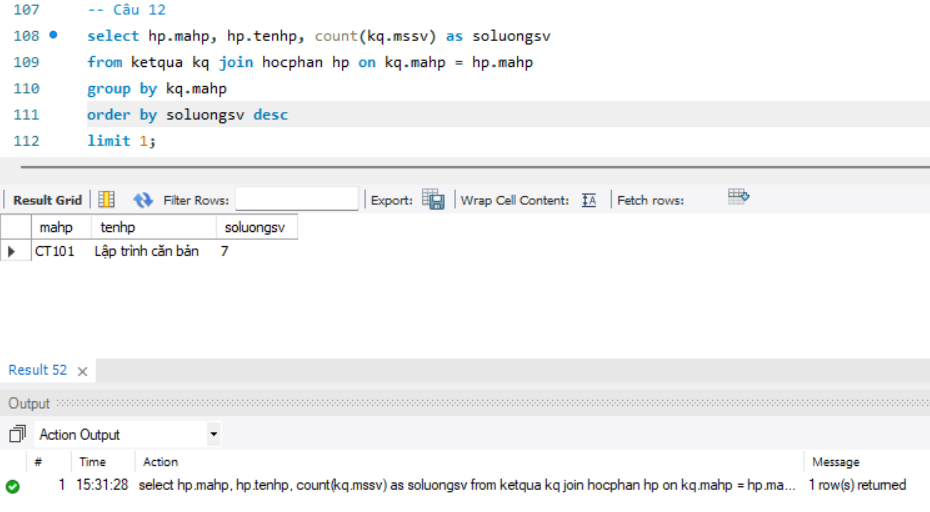 107 -- Câu 12
108 select hp.mahp, hp.tenhp, count(kq.mssv) as soluongsv
109 from ketqua kq join hocphan hp on kq.mahp = hp.mahp
110 group by kq.mahp
111 order by soluongsv desc
112 limit 1;
Result Grid Filter Rows: Export: Wrap Cell Content: IA Fetch rows:
mahp tenhp soluongsv
CT101 Lập trình căn bản 7
Result 52 ×
Output
Action Output
# Time Action Message
1 15:31:28 select hp.mahp, hp.tenhp, count(kq.mssv) as soluongsv from ketqua kq join hocphan hp on kq.mahp = hp.ma... 1 row(s) returned